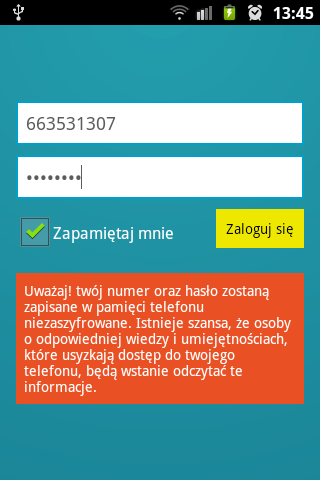 13:45
663531307
••••••••
Zapamiętaj mnie
Zaloguj się
Uważaj! twój numer oraz hasło zostaną
zapisane w pamięci telefonu
niezaszyfrowane. Istnieje szansa, że osoby
o odpowiedniej wiedzy i umiejętnościach,
które usyzkają dostęp do twojego
telefonu, będą wstanie odczytać te
informacje.